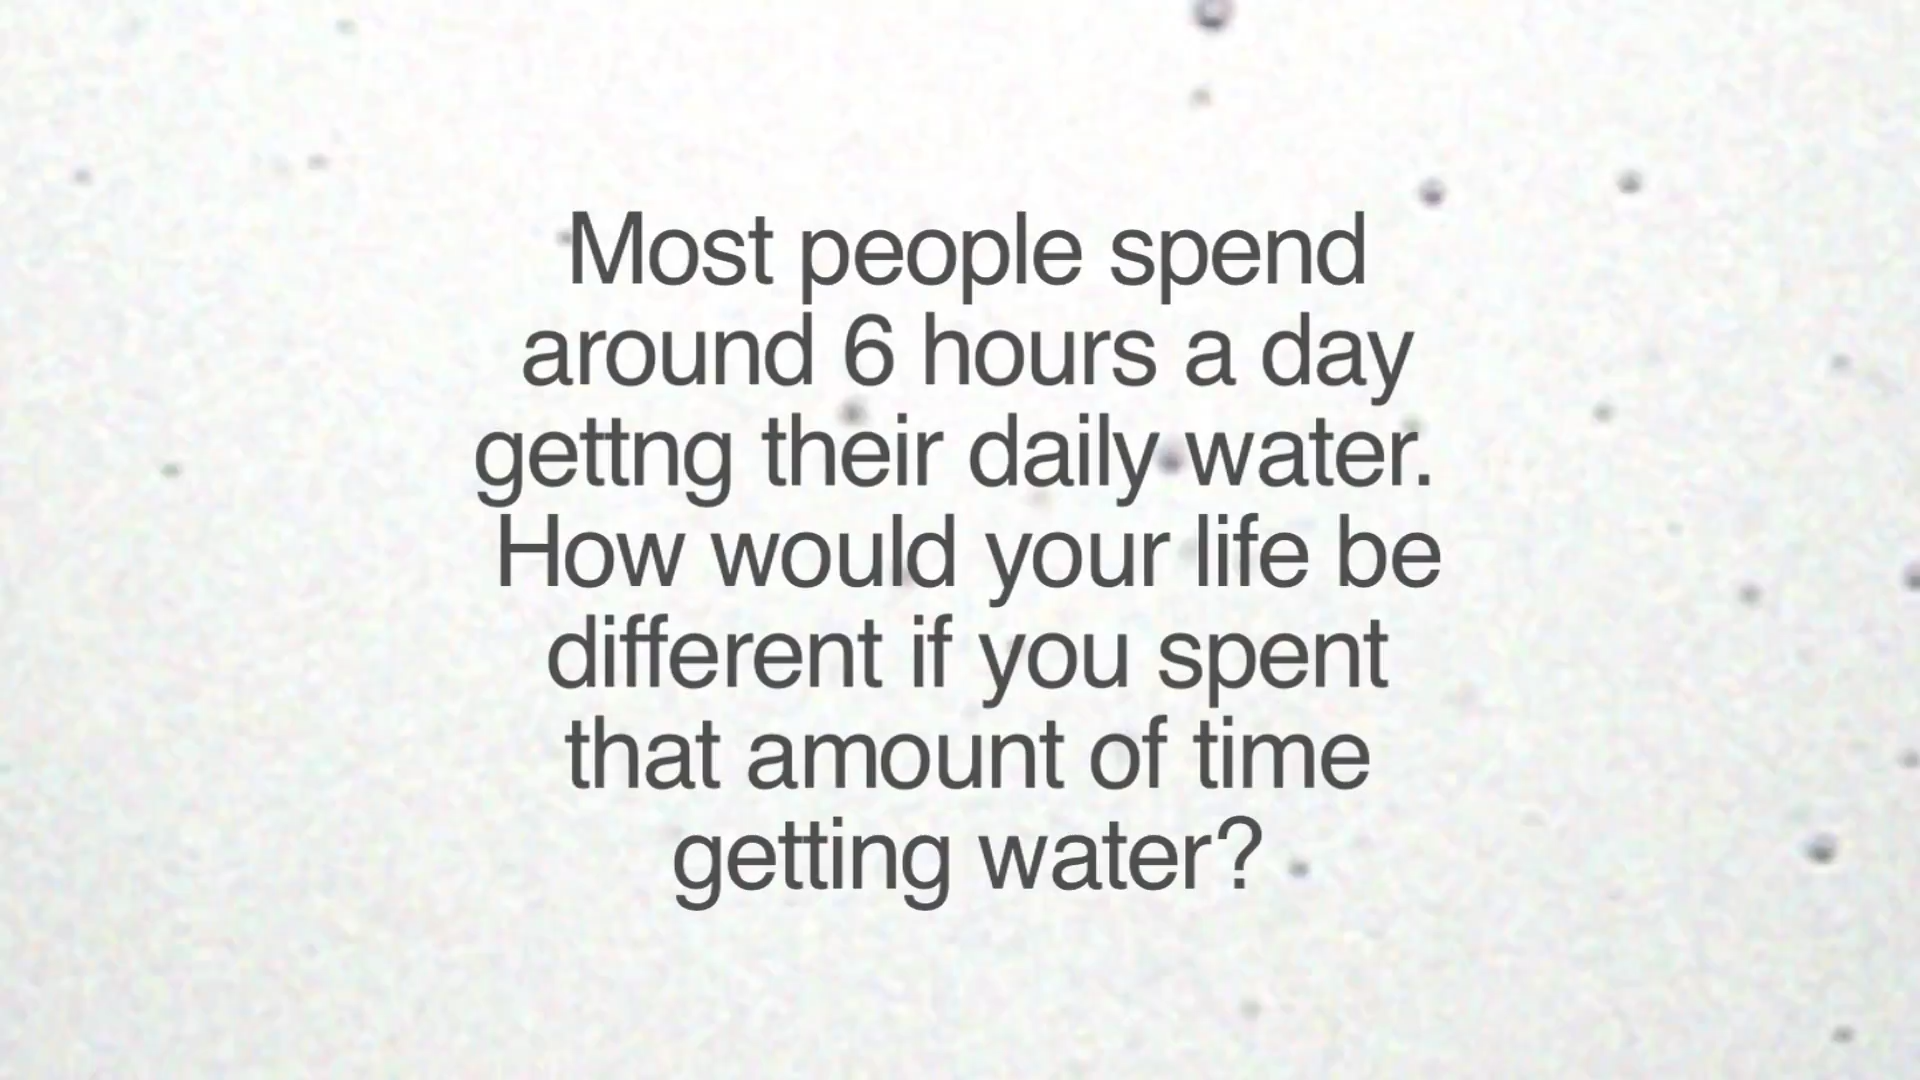 Most people spend
around 6 hours a day
gettng their daily water.
How would your life be
different if you spent
that amount of time
getting water?